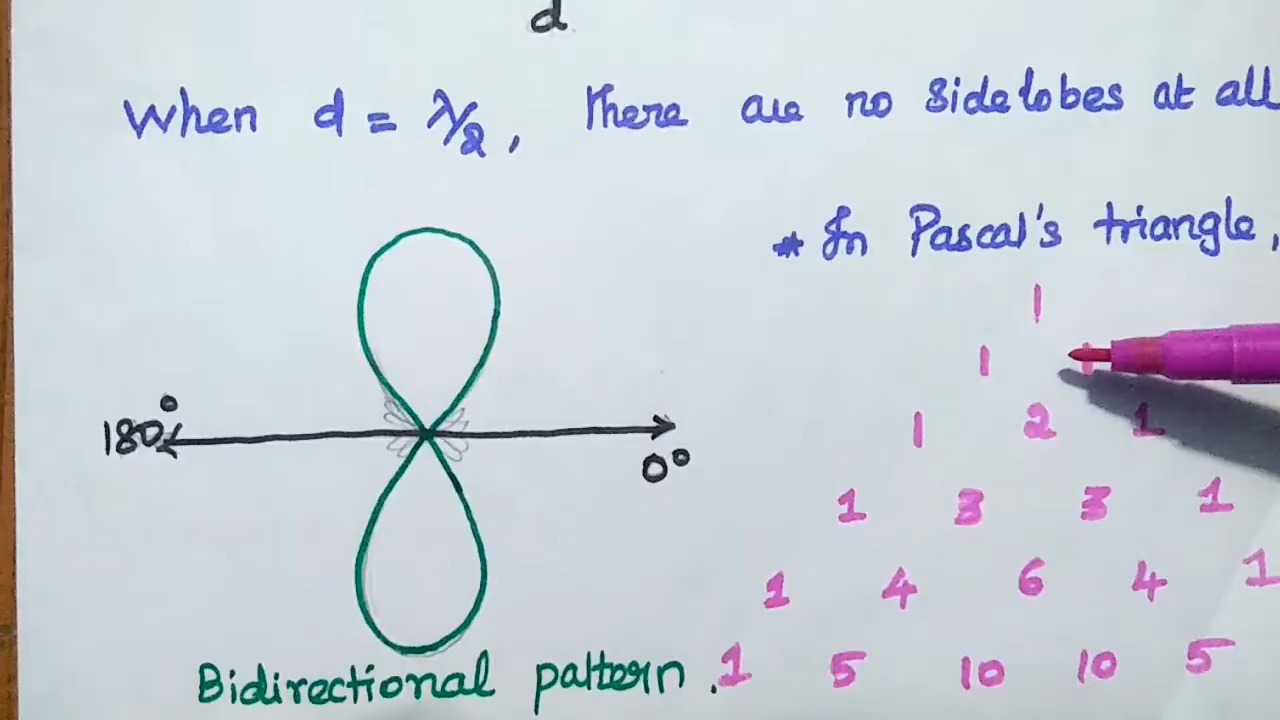 d
When d = λ/2, There are no sidelobes at all
* In Pascal's triangle,
1
1 1
1 2 1
1 3 3 1
1 4 6 4 1
1 5 10 10 5
180°
0°
Bidirectional pattern.